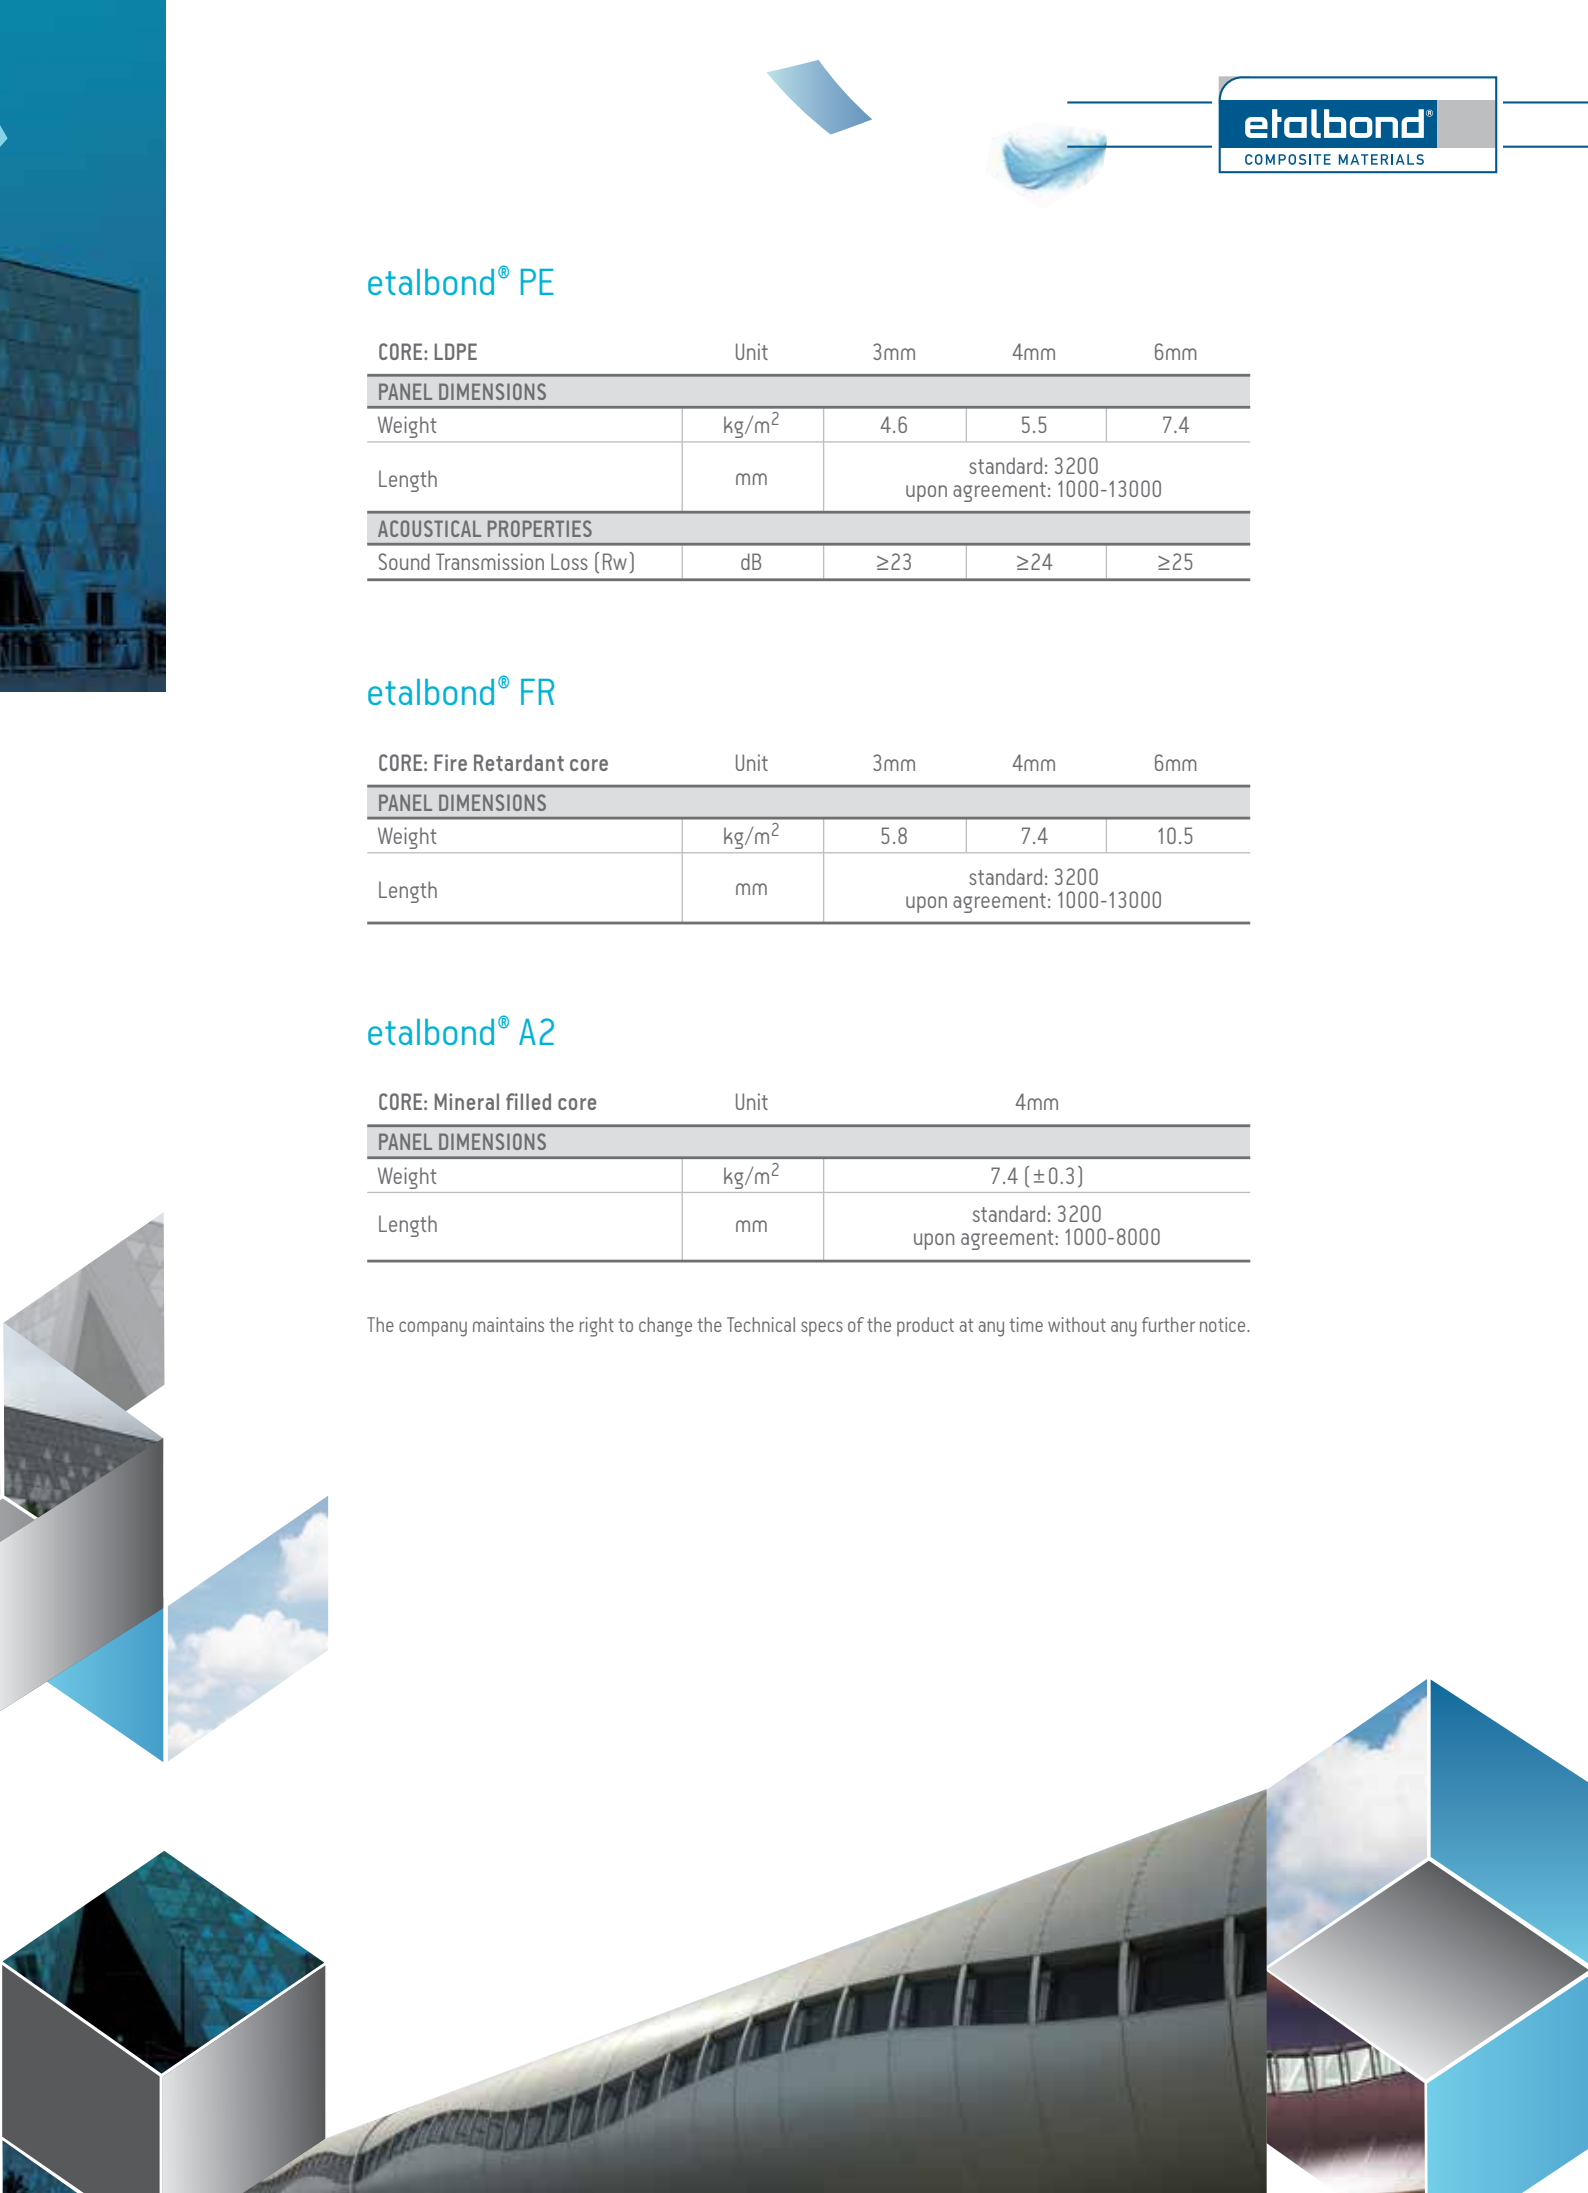 etalbond®
COMPOSITE MATERIALS
etalbond® PE
CORE: LDPE Unit 3mm 4mm 6mm
PANEL DIMENSIONS
Weight kg/m² 4.6 5.5 7.4
Length mm standard: 3200
upon agreement: 1000-13000
ACOUSTICAL PROPERTIES
Sound Transmission Loss (Rw) dB ≥23 ≥24 ≥25
etalbond® FR
CORE: Fire Retardant core Unit 3mm 4mm 6mm
PANEL DIMENSIONS
Weight kg/m² 5.8 7.4 10.5
Length mm standard: 3200
upon agreement: 1000-13000
etalbond® A2
CORE: Mineral filled core Unit 4mm
PANEL DIMENSIONS
Weight kg/m² 7.4 (±0.3)
Length mm standard: 3200
upon agreement: 1000-8000
The company maintains the right to change the Technical specs of the product at any time without any further notice.